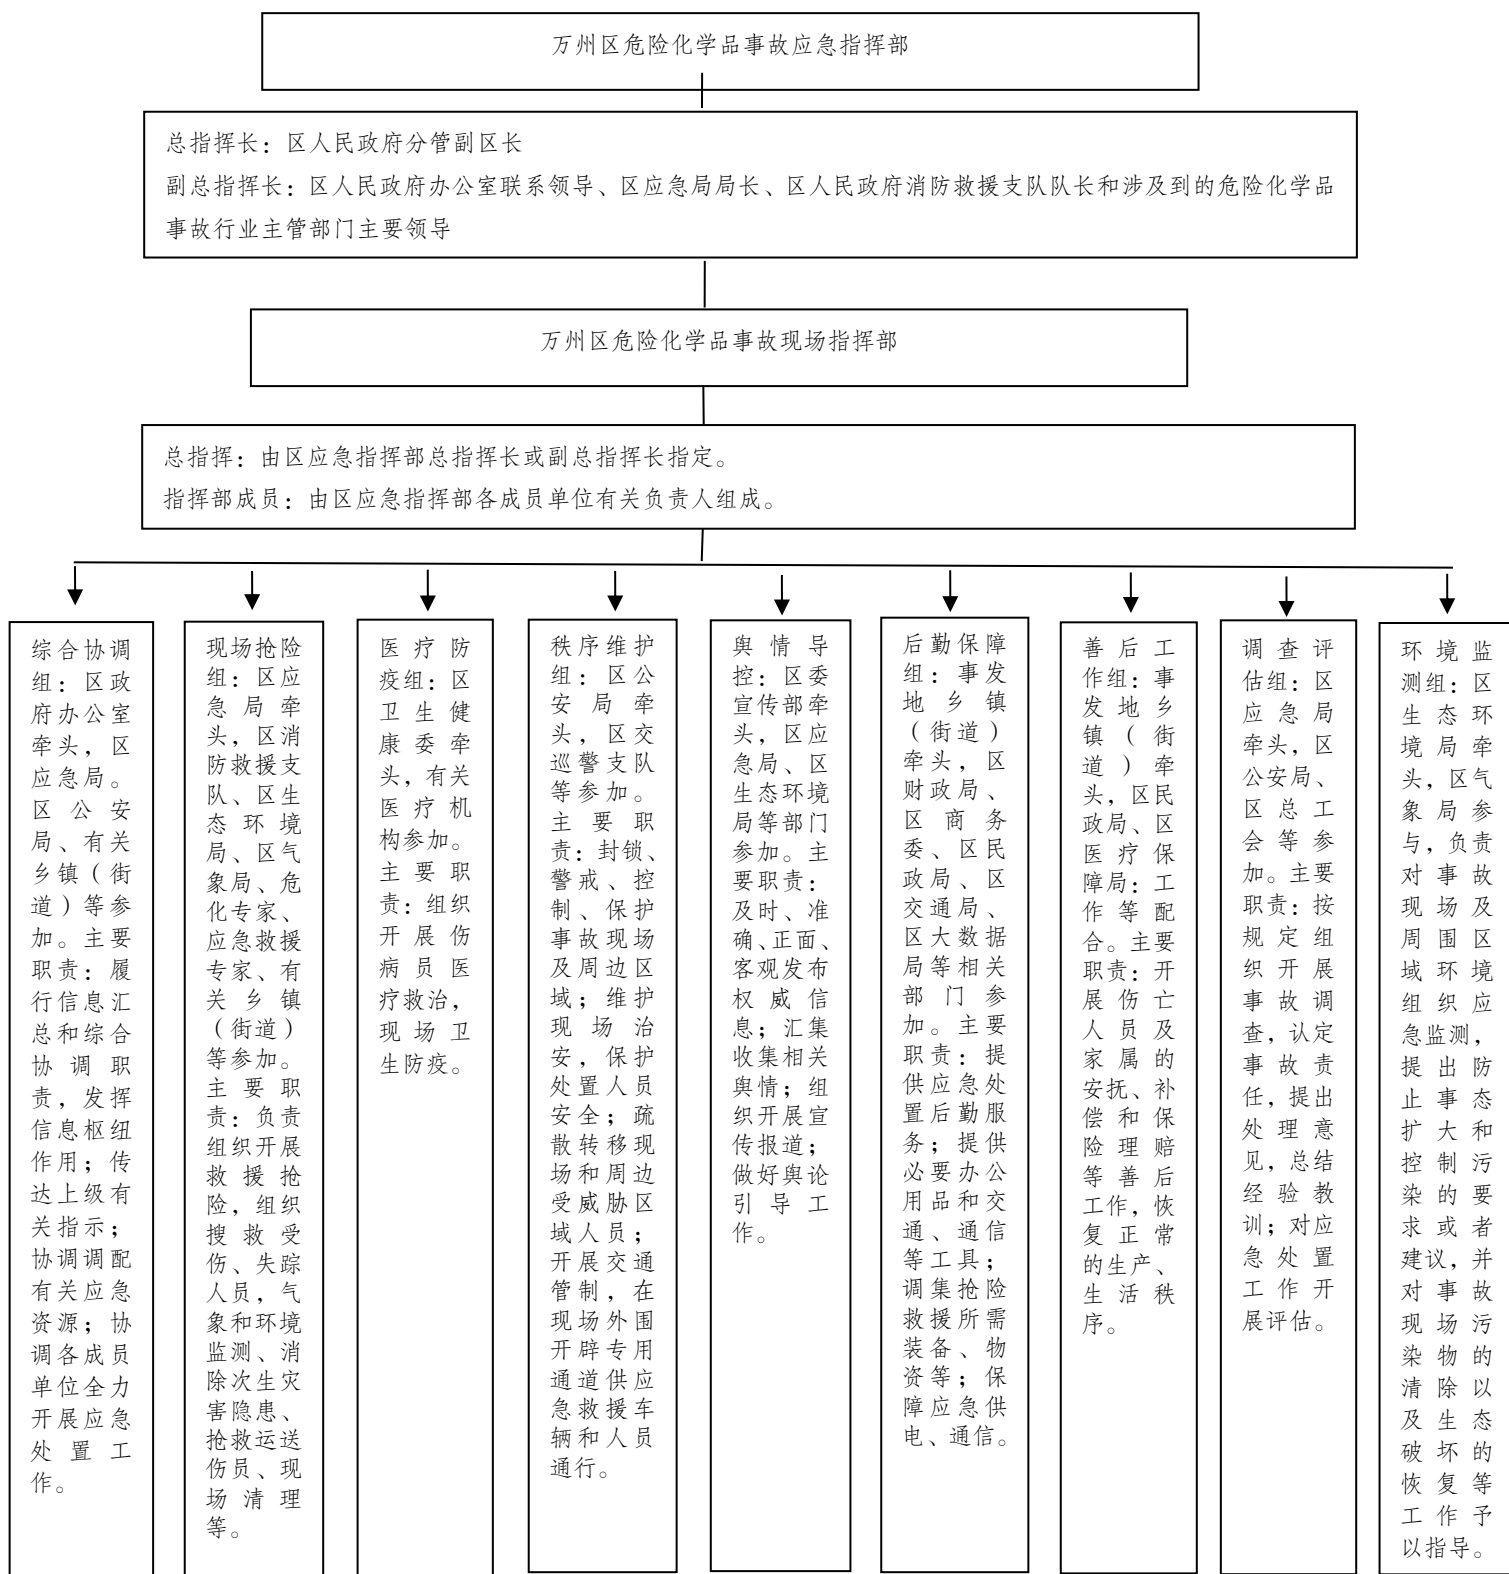 万州区危险化学品事故应急指挥部
总指挥长：区人民政府分管副区长
副总指挥长：区人民政府办公室联系领导、区应急局局长、区人民政府消防救援支队队长和涉及到的危险化学品
事故行业主管部门主要领导
万州区危险化学品事故现场指挥部
总指挥：由区应急指挥部总指挥长或副总指挥长指定。
指挥部成员：由区应急指挥部各成员单位有关负责人组成。
综合协调
组：区政
府办公室
牵头，区
应急局。
区公安
局、有关
乡镇（街
道）等参
加。主要
职责：履
行信息汇
总和综合
协调职
责，发挥
信息枢纽
作用；传
达上级有
关指示；
协调调配
有关应急
资源；协
调各成员
单位全力
开展应急
处置工
作。
现场抢险
组：区应
急局牵
头，区消
防救援支
队、区生
态环境
局、区气
象局、危
化专家、
应急救援
专家、有
关乡镇
（街道）
等参加。
主要职
责：负责
组织开展
救援抢
险，组织
搜救受
伤、失踪
人员，气
象和环境
监测、消
除次生灾
害隐患、
抢救运送
伤员、现
场清理
等。
医疗防
疫组：区
卫生健
康委牵
头，有关
医疗机
构参加。
主要职
责：组织
开展伤
病员医
疗救治，
现场卫
生防疫。
秩序维护
组：区公
安局牵
头，区交
巡警支队
等参加。
主要职
责：封锁、
警戒、控
制、保护
事故现场
及周边区
域；维护
现场治
安，保护
处置人员
安全；疏
散转移现
场和周边
受威胁区
域人员；
开展交通
管制，在
现场外围
开辟专用
通道供应
急救援车
辆和人员
通行。
舆情导
控：区委
宣传部牵
头，区应
急局、区
生态环境
局等部门
参加。主
要职责：
及时、准
确、正面、
客观发布
权威信
息；汇集
收集相关
舆情；组
织开展宣
传报道；
做好舆论
引导工
作。
后勤保障
组：事发
地乡镇
（街道）
牵头，区
财政局、
区商务
委、区民
政局、区
交通局、
区大数据
局等相关
部门参
加。主要
职责：提
供应急处
置后勤服
务；提供
必要办公
用品和交
通、通信
等工具；
调集抢险
救援所需
装备、物
资等；保
障应急供
电、通信。
善后工
作组：事
发地乡
镇（街
道）牵
头，区民
政局、区
医疗保
障局：工
作等配
合。主要
职责：开
展伤亡
人员及
家属的
安抚、补
偿和保
险理赔
等善后
工作，恢
复正常
的生产、
生活秩
序。
调查评
估组：区
应急局
牵头，区
公安局、
区总工
会等参
加。主要
职责：按
规定组
织开展
事故调
查，认定
事故责
任，提出
处理意
见，总结
经验教
训；对应
急处置
工作开
展评估。
环境监
测组：区
生态环
境局牵
头，区气
象局参
与，负责
对事故
现场及
周围区
域环境
组织应
急监测，
提出防
止事态
扩大和
控制污
染的要
求或者
建议，并
对事故
现场污
染物的
清除以
及生态
破坏的
恢复等
工作予
以指导。